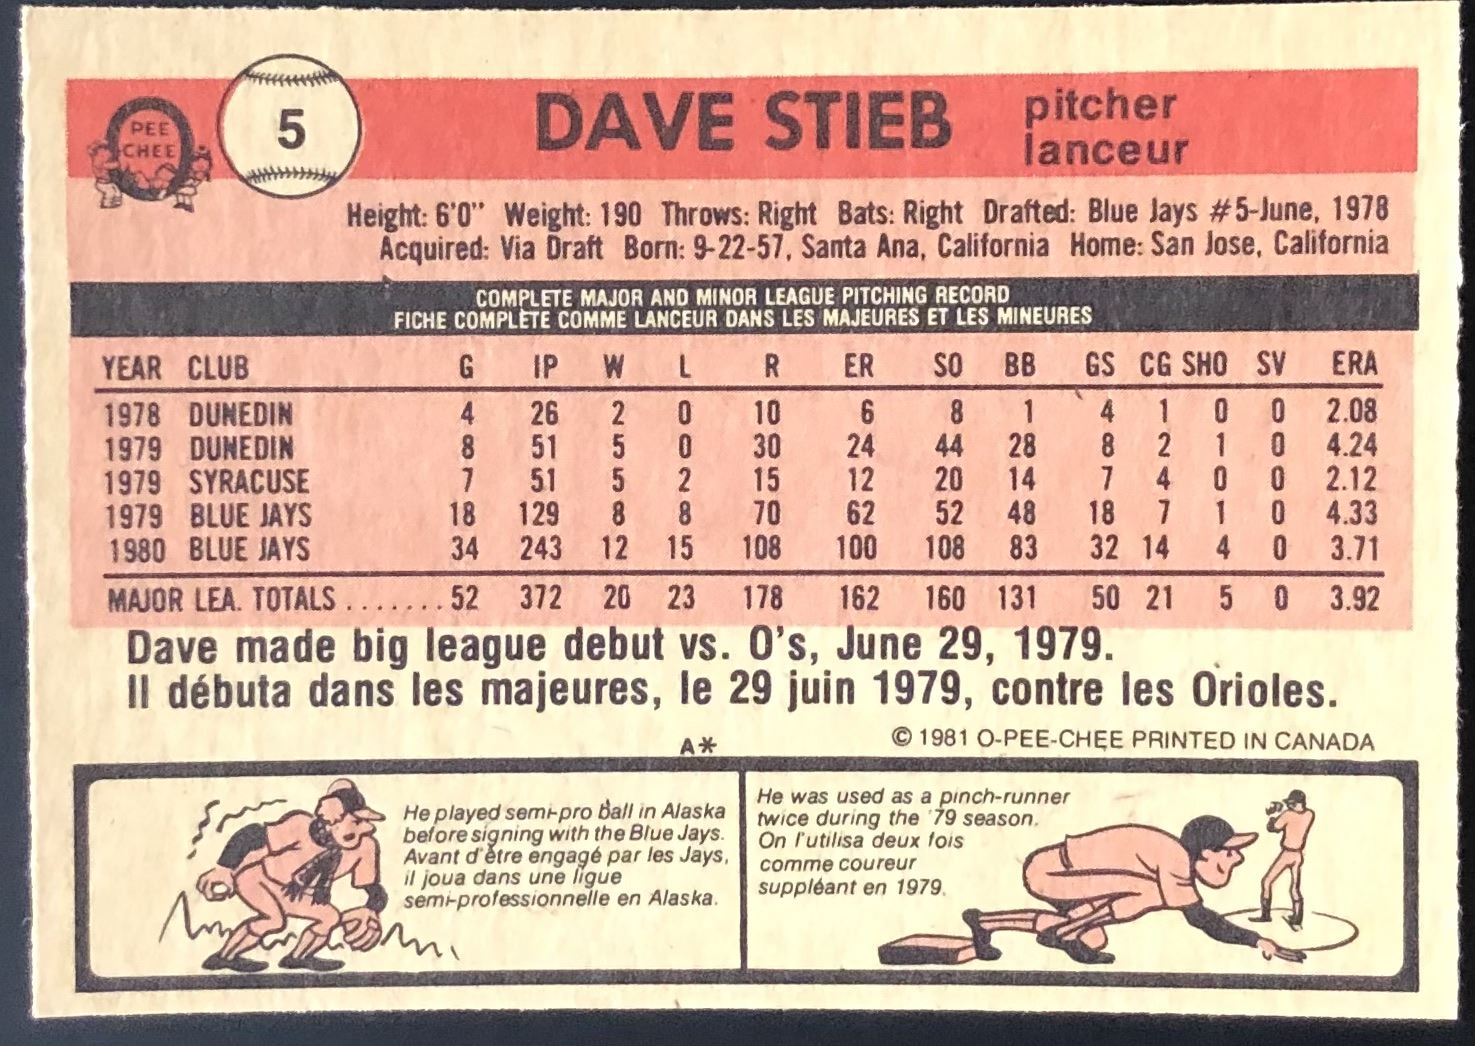 PEE
CHEE
5
DAVE STIEB
pitcher
lanceur
Height: 6'0" Weight: 190 Throws: Right Bats: Right Drafted: Blue Jays #5-June, 1978
Acquired: Via Draft Born: 9-22-57, Santa Ana, California Home: San Jose, California
COMPLETE MAJOR AND MINOR LEAGUE PITCHING RECORD
FICHE COMPLÈTE COMME LANCEUR DANS LES MAJEURES ET LES MINEURES
YEAR CLUB G IP W L R ER SO BB GS CG SHO SV ERA
1978 DUNEDIN 4 26 2 0 10 6 8 1 4 1 0 0 2.08
1979 DUNEDIN 8 51 5 0 30 24 44 28 8 2 1 0 4.24
1979 SYRACUSE 7 51 5 2 15 12 20 14 7 4 0 0 2.12
1979 BLUE JAYS 18 129 8 8 70 62 52 48 18 7 1 0 4.33
1980 BLUE JAYS 34 243 12 15 108 100 108 83 32 14 4 0 3.71
MAJOR LEA. TOTALS ....... 52 372 20 23 178 162 160 131 50 21 5 0 3.92
Dave made big league debut vs. O's, June 29, 1979.
Il débuta dans les majeures, le 29 juin 1979, contre les Orioles.
A*
© 1981 O-PEE-CHEE PRINTED IN CANADA
He played semi-pro ball in Alaska
before signing with the Blue Jays.
Avant d'être engagé par les Jays,
il joua dans une ligue
semi-professionnelle en Alaska.
He was used as a pinch-runner
twice during the '79 season.
On l'utilisa deux fois
comme coureur
suppléant en 1979.